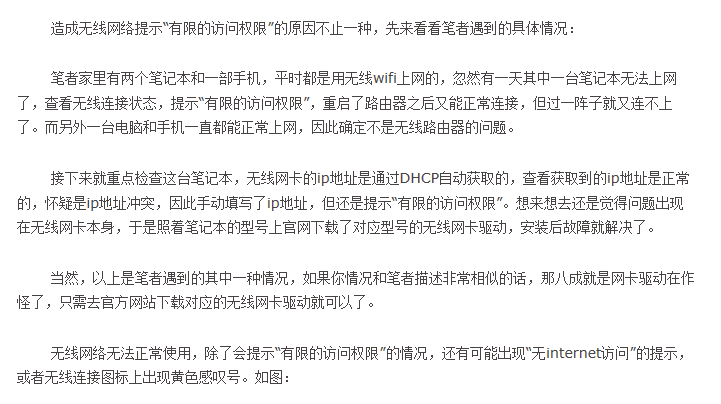 造成无线网络提示“有限的访问权限”的原因不止一种，先来看看笔者遇到的具体情况：
笔者家里有两个笔记本和一部手机，平时都是用无线wifi上网的，忽然有一天其中一台笔记本无法上网
了，查看无线连接状态，提示“有限的访问权限”，重启了路由器之后又能正常连接，但过一阵子就又连不上
了。而另外一台电脑和手机一直都能正常上网，因此确定不是无线路由器的问题。
接下来就重点检查这台笔记本，无线网卡的ip地址是通过DHCP自动获取的，查看获取到的ip地址是正常
的，怀疑是ip地址冲突，因此手动填写了ip地址，但还是提示“有限的访问权限”。想来想去还是觉得问题出现
在无线网卡本身，于是照着笔记本的型号上官网下载了对应型号的无线网卡驱动，安装后故障就解决了。
当然，以上是笔者遇到的其中一种情况，如果你情况和笔者描述非常相似的话，那八成就是网卡驱动在作
怪了，只需去官方网站下载对应的无线网卡驱动就可以了。
无线网络无法正常使用，除了会提示“有限的访问权限”的情况，还有可能出现“无internet访问”的提示，
或者无线连接图标上出现黄色感叹号。如图：